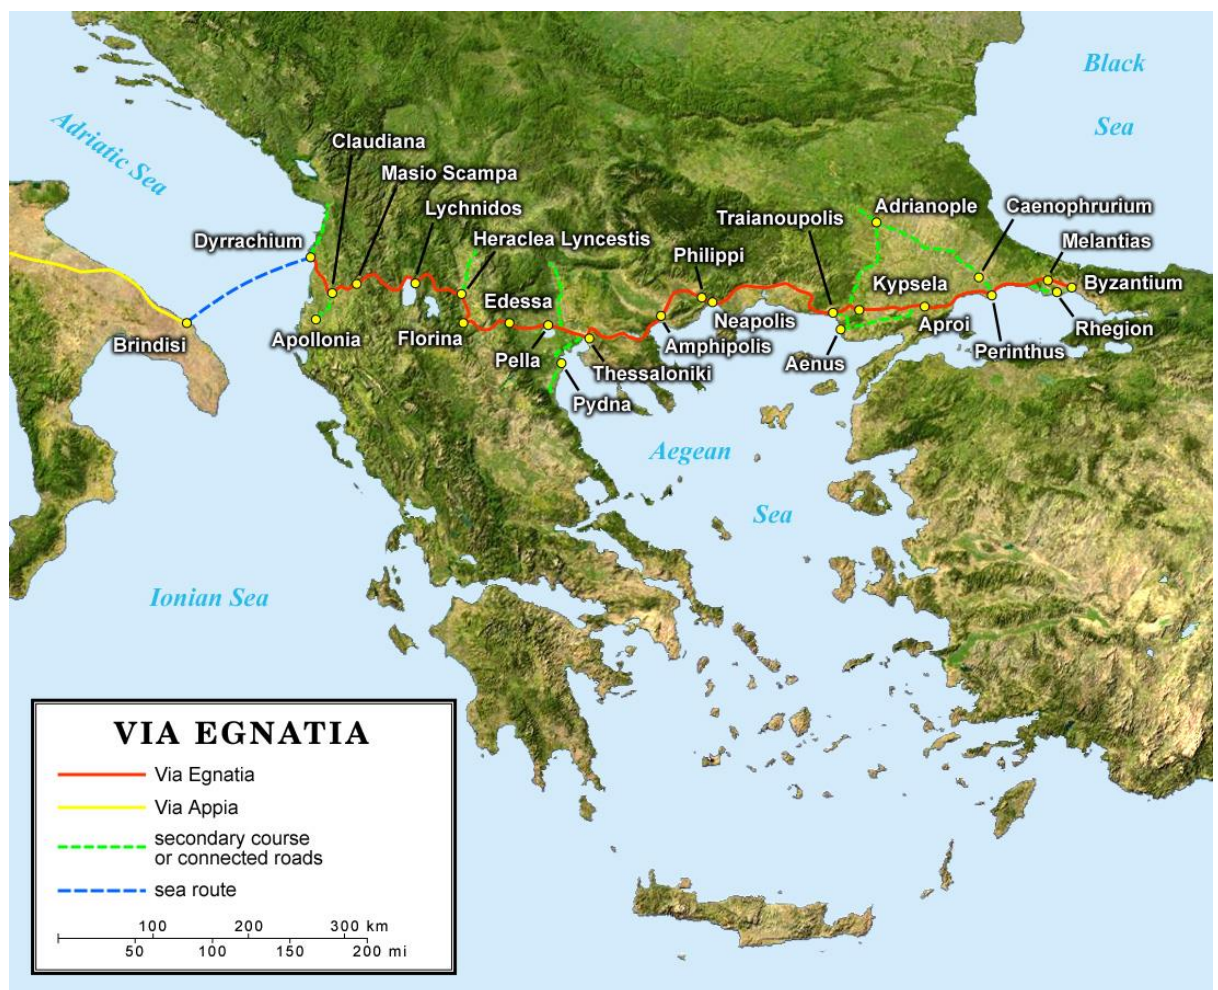 Black
Sea
Adriatic Sea
Claudiana
Masio Scampa
Lychnidos
Dyrrachium
Heraclea Lyncestis
Traianoupolis
Adrianople
Caenophrurium
Melantias
Philippi
Byzantium
Kypsela
Edessa
Neapolis
Aproi
Rhegion
Brindisi
Apollonia
Florina
Pella
Amphipolis
Perinthus
Aenus
Thessaloniki
Pydna
Aegean
Sea
Ionian Sea
VIA EGNATIA
Via Egnatia
Via Appia
secondary course
or connected roads
sea route
100 200 300 km
50 100 150 200 mi